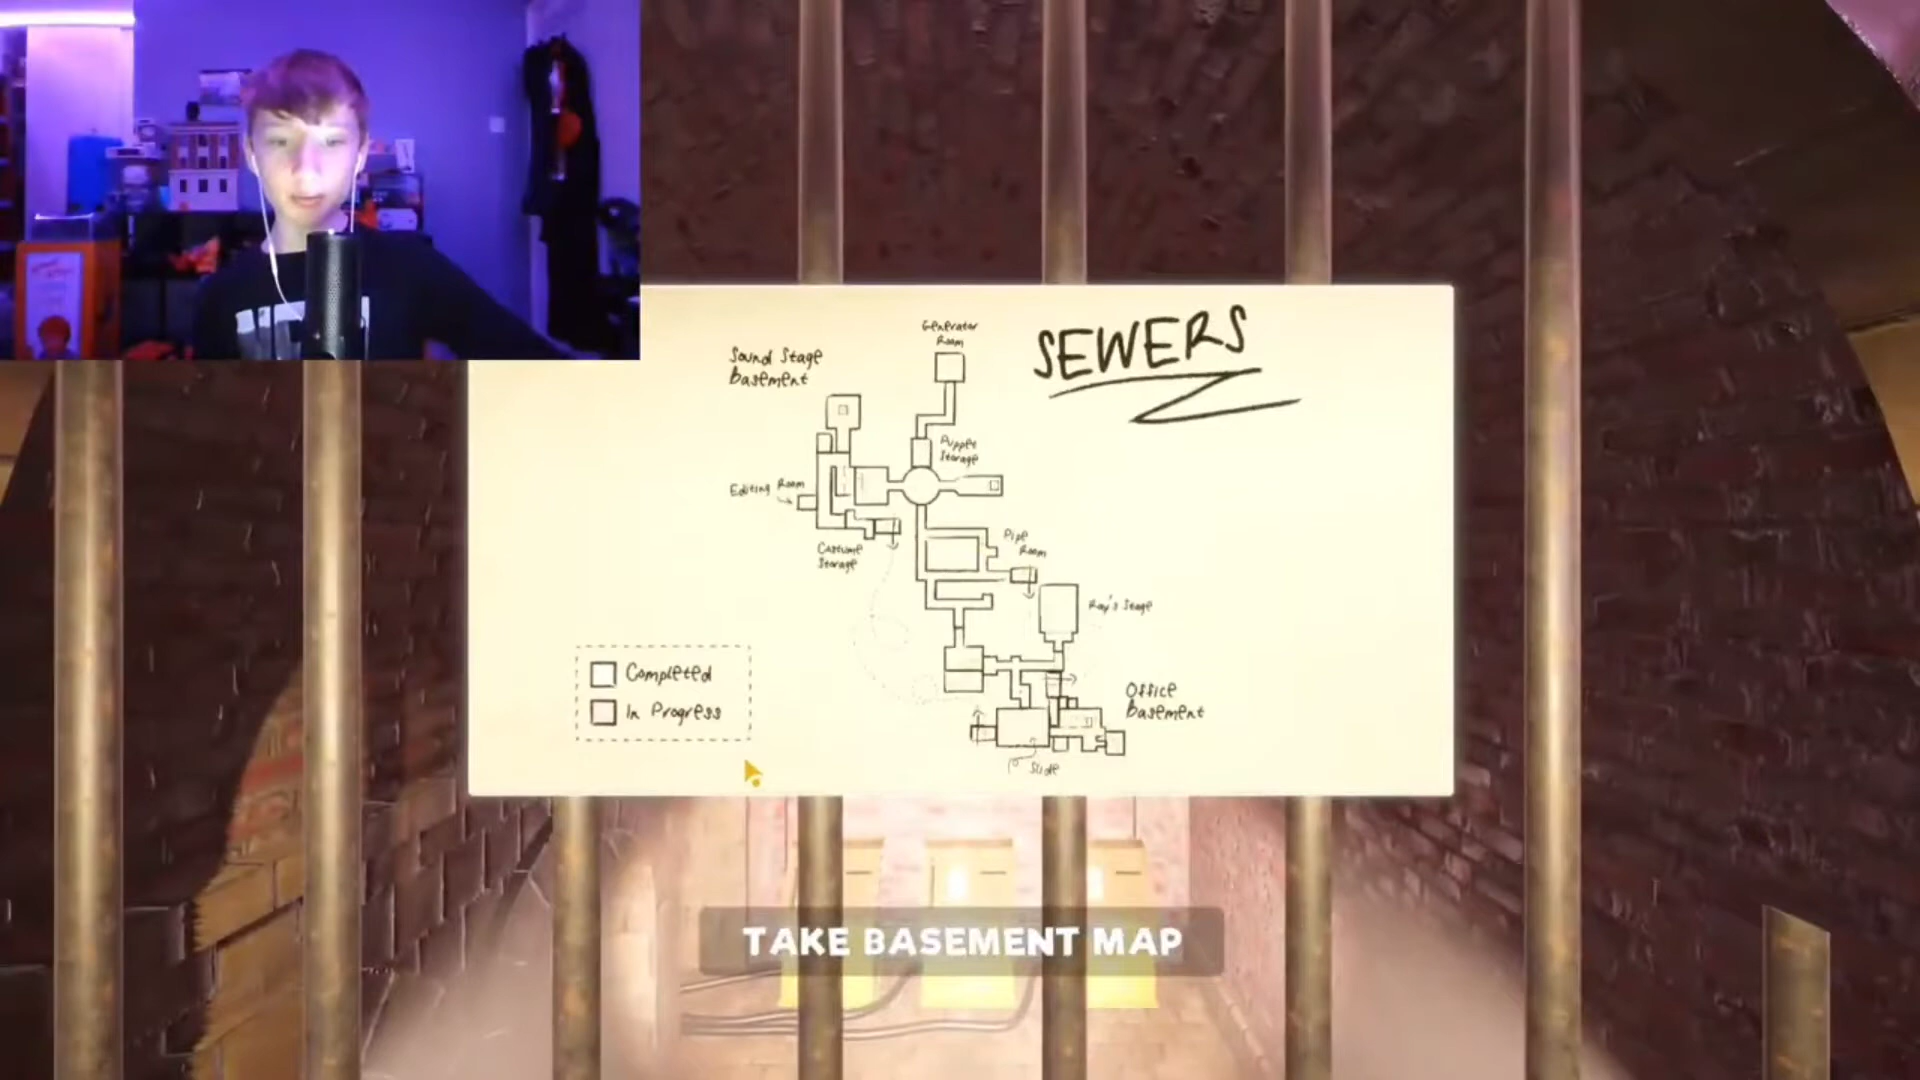 SEWERS
Generator
Room
Sound Stage
Basement
Puppet
Storage
Editing Room
Pipe
Room
Costume
Storage
Ray's Stage
Completed
In Progress
Office
Basement
Slide
TAKE BASEMENT MAP